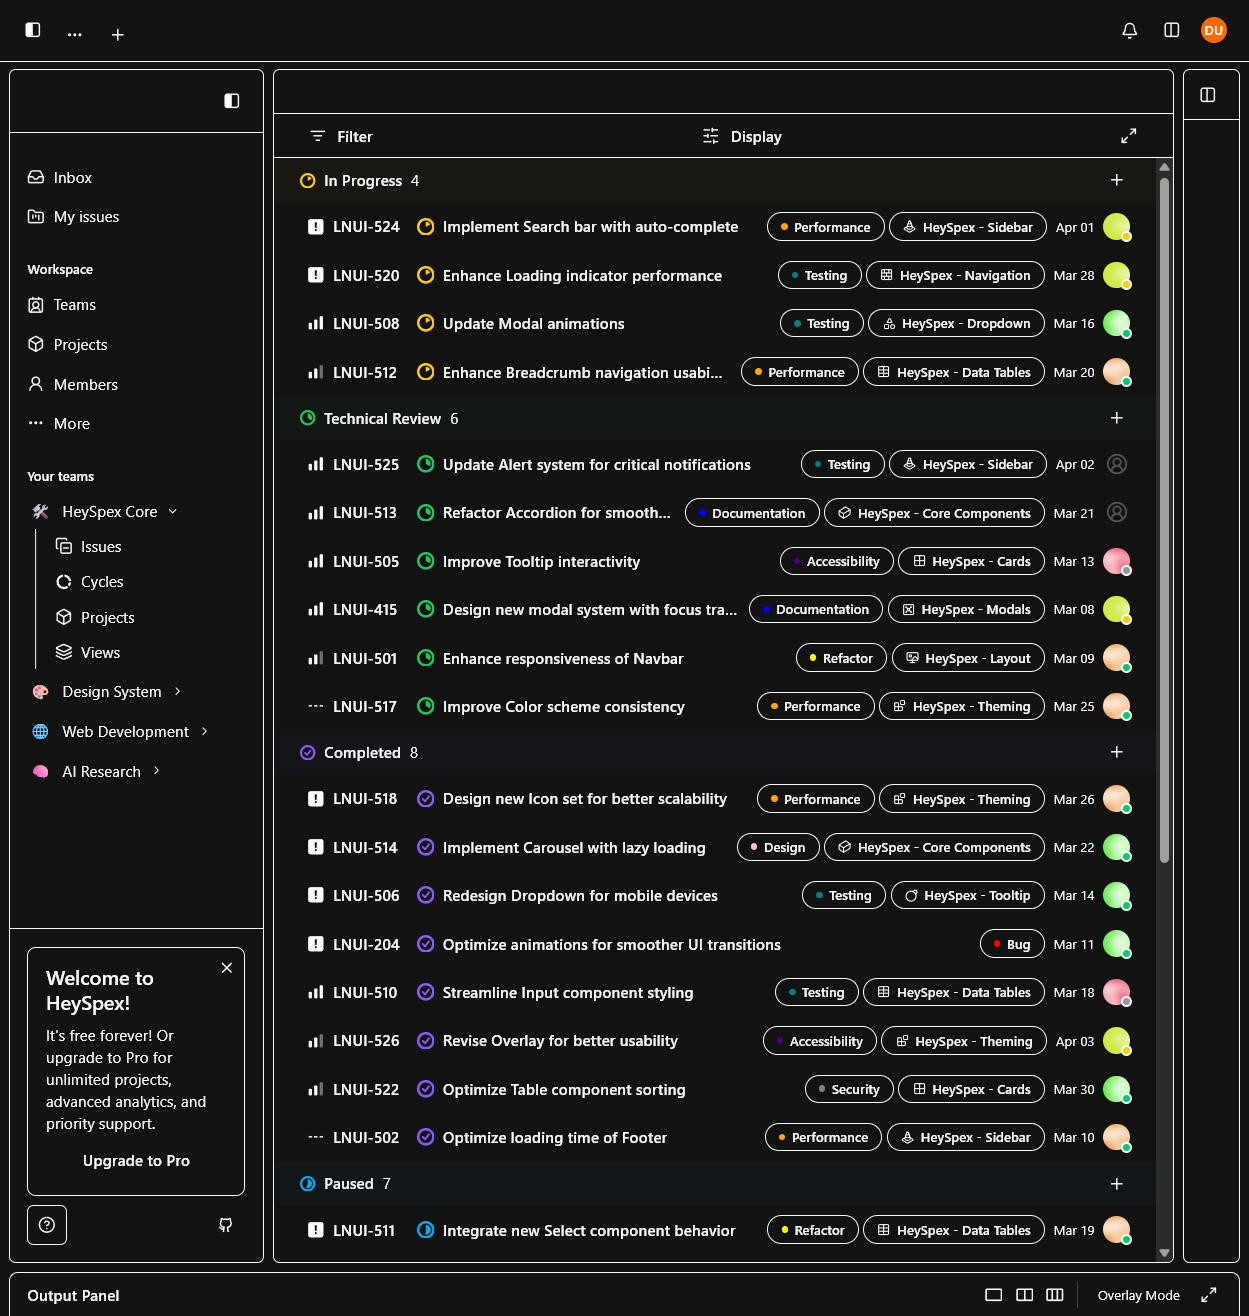 DU
Inbox
My issues
Workspace
Teams
Projects
Members
More
Your teams
HeySpex Core
Issues
Cycles
Projects
Views
Design System
Web Development
AI Research
Welcome to
HeySpex!
It's free forever! Or
upgrade to Pro for
unlimited projects,
advanced analytics, and
priority support.
Upgrade to Pro
Filter Display
In Progress 4
LNUI-524 Implement Search bar with auto-complete Performance HeySpex - Sidebar Apr 01
LNUI-520 Enhance Loading indicator performance Testing HeySpex - Navigation Mar 28
LNUI-508 Update Modal animations Testing HeySpex - Dropdown Mar 16
LNUI-512 Enhance Breadcrumb navigation usabi... Performance HeySpex - Data Tables Mar 20
Technical Review 6
LNUI-525 Update Alert system for critical notifications Testing HeySpex - Sidebar Apr 02
LNUI-513 Refactor Accordion for smooth... Documentation HeySpex - Core Components Mar 21
LNUI-505 Improve Tooltip interactivity Accessibility HeySpex - Cards Mar 13
LNUI-415 Design new modal system with focus tra... Documentation HeySpex - Modals Mar 08
LNUI-501 Enhance responsiveness of Navbar Refactor HeySpex - Layout Mar 09
LNUI-517 Improve Color scheme consistency Performance HeySpex - Theming Mar 25
Completed 8
LNUI-518 Design new Icon set for better scalability Performance HeySpex - Theming Mar 26
LNUI-514 Implement Carousel with lazy loading Design HeySpex - Core Components Mar 22
LNUI-506 Redesign Dropdown for mobile devices Testing HeySpex - Tooltip Mar 14
LNUI-204 Optimize animations for smoother UI transitions Bug Mar 11
LNUI-510 Streamline Input component styling Testing HeySpex - Data Tables Mar 18
LNUI-526 Revise Overlay for better usability Accessibility HeySpex - Theming Apr 03
LNUI-522 Optimize Table component sorting Security HeySpex - Cards Mar 30
LNUI-502 Optimize loading time of Footer Performance HeySpex - Sidebar Mar 10
Paused 7
LNUI-511 Integrate new Select component behavior Refactor HeySpex - Data Tables Mar 19
Output Panel Overlay Mode